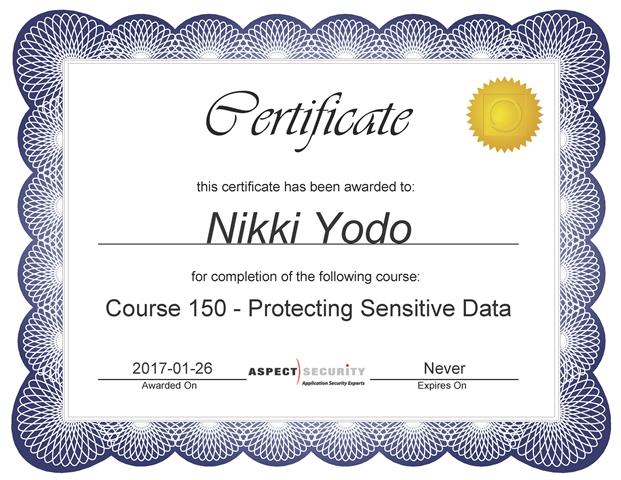 Certificate
this certificate has been awarded to:
Nikki Yodo
for completion of the following course:
Course 150 - Protecting Sensitive Data
2017-01-26
Awarded On
ASPECT SECURITY
Application Security Experts
Never
Expires On